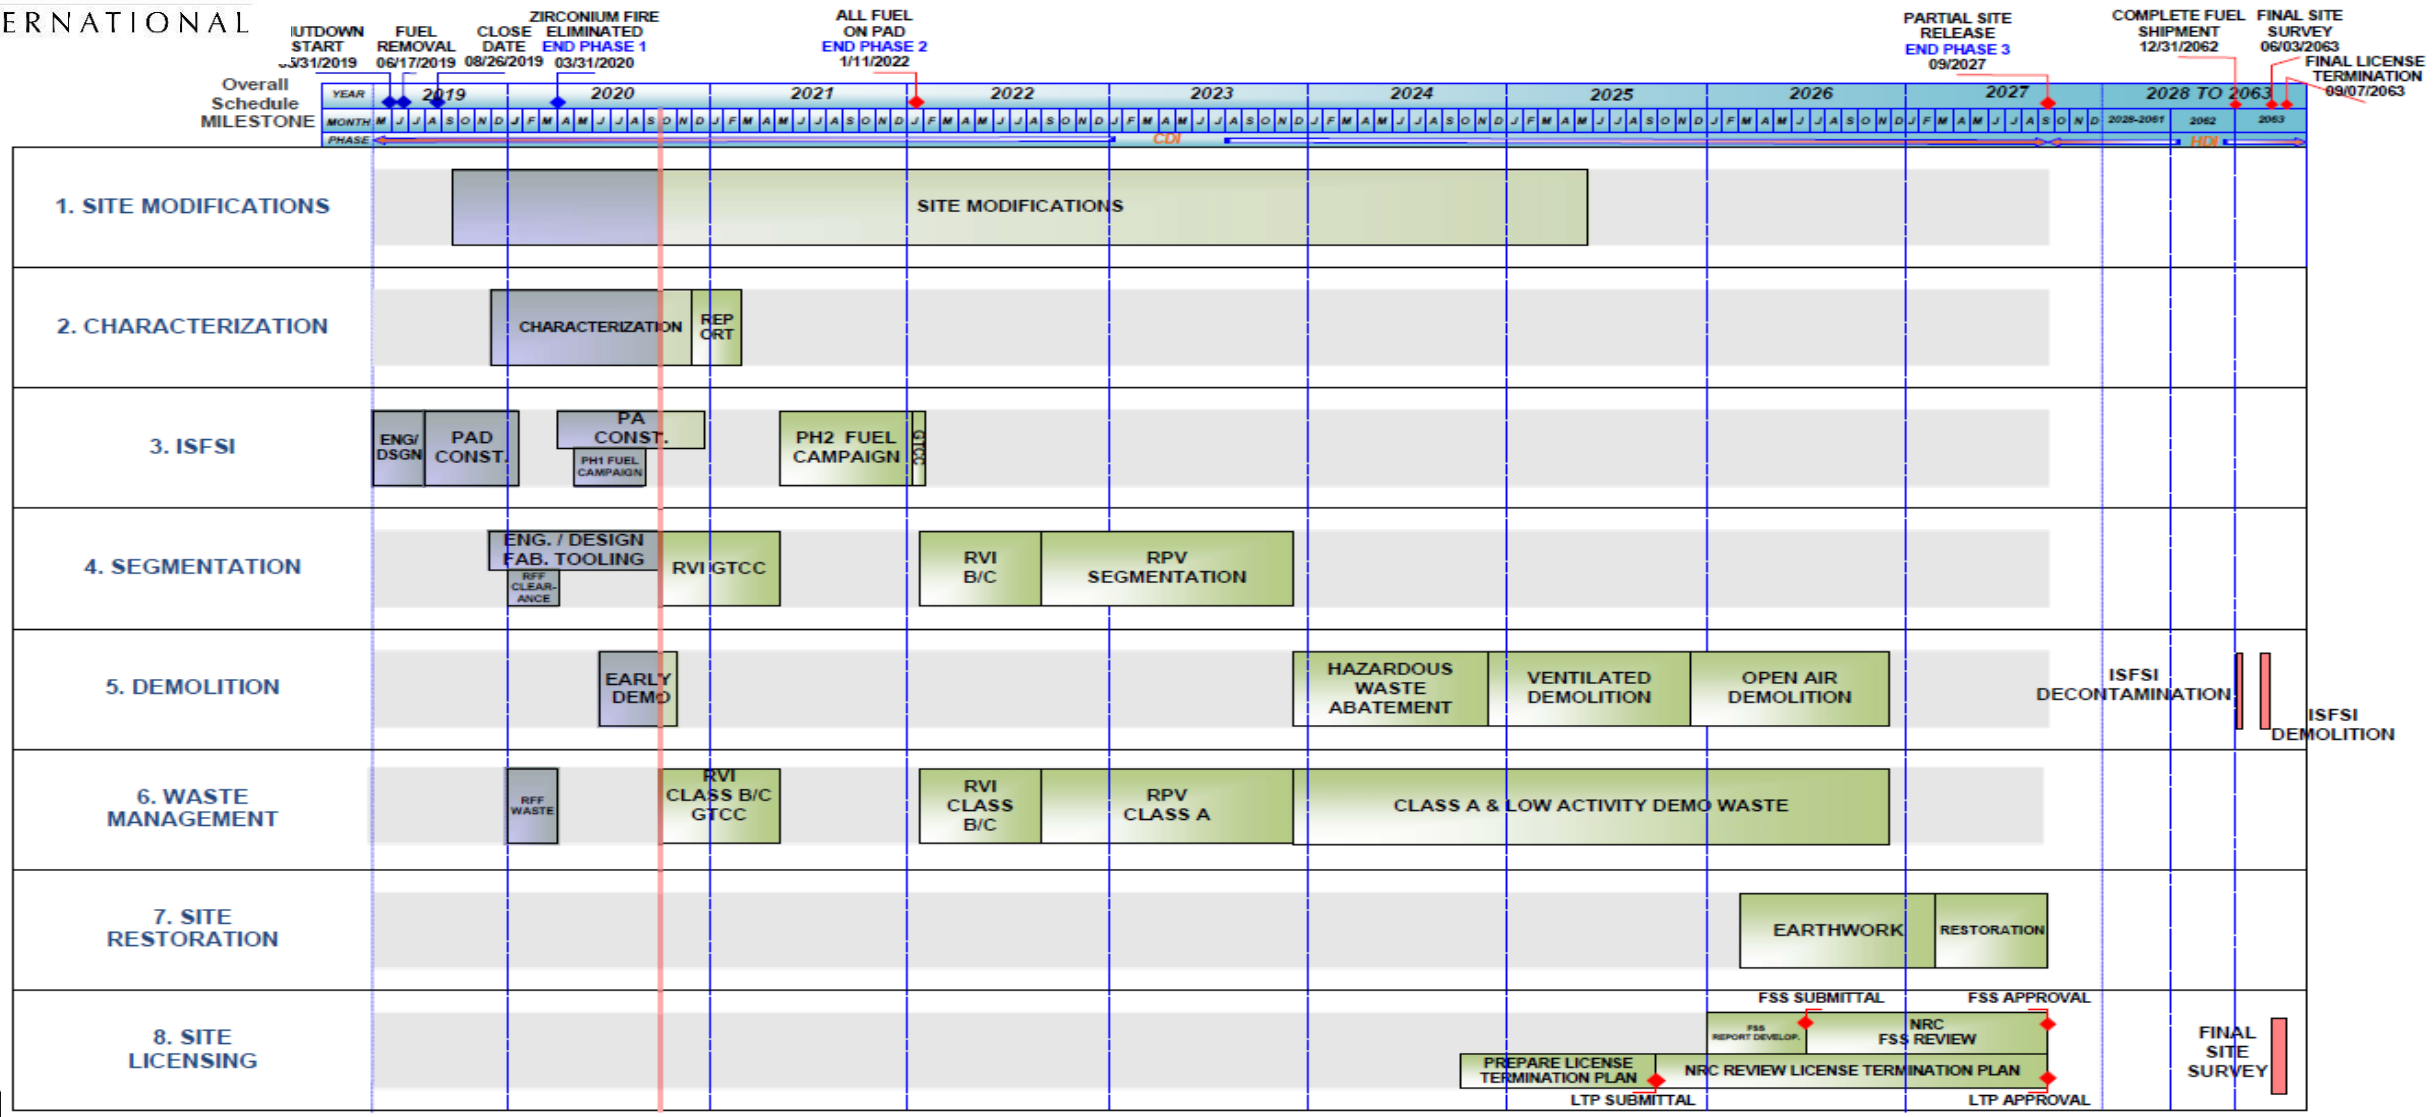 ERNATIONAL
UTDOWN
START
/31/2019
FUEL
REMOVAL
06/17/2019
CLOSE
DATE
08/26/2019
ZIRCONIUM FIRE
ELIMINATED
END PHASE 1
03/31/2020
ALL FUEL
ON PAD
END PHASE 2
1/11/2022
PARTIAL SITE
RELEASE
END PHASE 3
09/2027
COMPLETE FUEL
SHIPMENT
12/31/2062
FINAL SITE
SURVEY
06/03/2063
FINAL LICENSE
TERMINATION
09/07/2063
Overall
Schedule
MILESTONE
YEAR 2019 2020 2021 2022 2023 2024 2025 2026 2027 2028 TO 2063
MONTH M J J A S O N D J F M A M J J A S O N D J F M A M J J A S O N D J F M A M J J A S O N D J F M A M J J A S O N D J F M A M J J A S O N D J F M A M J J A S O N D J F M A M J J A S O N D J F M A M J J A S O N D 2028-2061 2062 2063
PHASE CDI HDI
1. SITE MODIFICATIONS
SITE MODIFICATIONS
2. CHARACTERIZATION
CHARACTERIZATION
REP
ORT
3. ISFSI
ENG/
DSGN
PAD
CONST.
PA
CONST.
PH1 FUEL
CAMPAIGN
PH2 FUEL
CAMPAIGN
GTCC
4. SEGMENTATION
ENG. / DESIGN
FAB. TOOLING
RFF
CLEAR-
ANCE
RVI GTCC
RVI
B/C
RPV
SEGMENTATION
5. DEMOLITION
EARLY
DEMO
HAZARDOUS
WASTE
ABATEMENT
VENTILATED
DEMOLITION
OPEN AIR
DEMOLITION
ISFSI
DECONTAMINATION
ISFSI
DEMOLITION
6. WASTE
MANAGEMENT
RFF
WASTE
RVI
CLASS B/C
GTCC
RVI
CLASS
B/C
RPV
CLASS A
CLASS A & LOW ACTIVITY DEMO WASTE
7. SITE
RESTORATION
EARTHWORK
RESTORATION
8. SITE
LICENSING
FSS SUBMITTAL
FSS APPROVAL
FSS
REPORT DEVELOP.
NRC
FSS REVIEW
PREPARE LICENSE
TERMINATION PLAN
NRC REVIEW LICENSE TERMINATION PLAN
LTP SUBMITTAL
LTP APPROVAL
FINAL
SITE
SURVEY